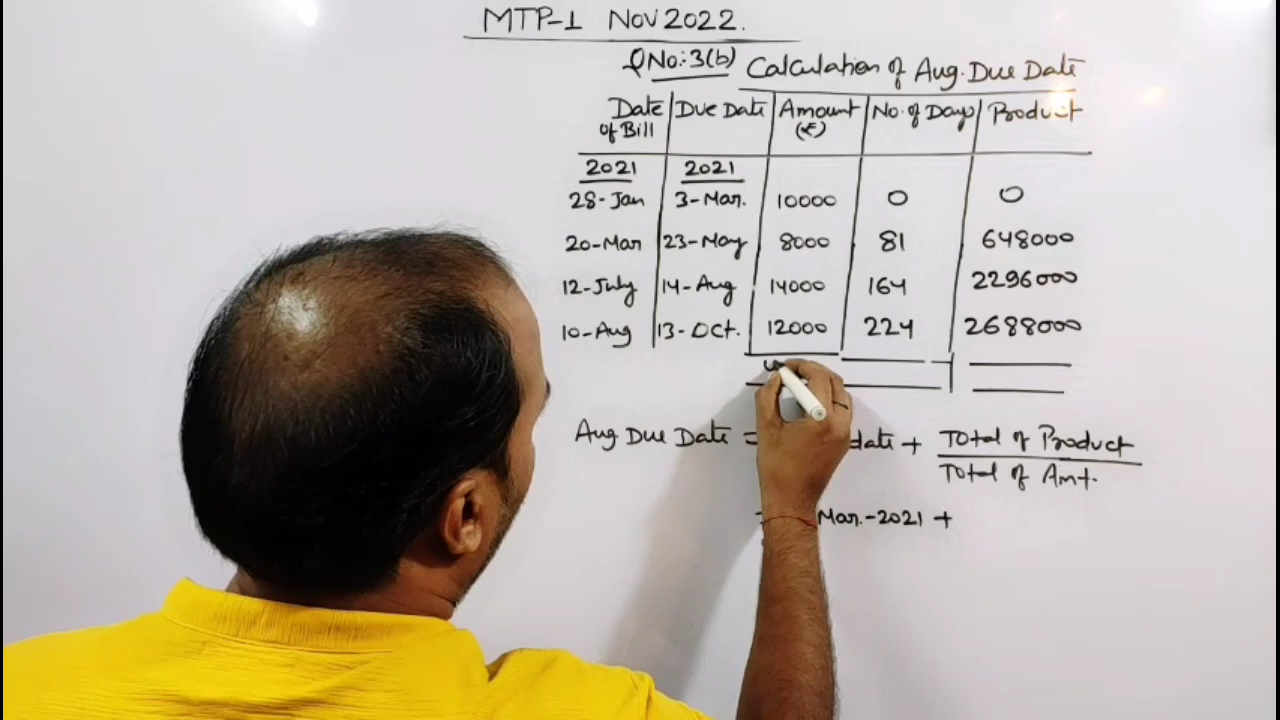 MTP-1 Nov 2022.
QNo:-3(b) Calculation of Aug. Due Date
Date of Bill Due Date Amount (₹) No. of Days Product
2021 2021
28-Jan 3-Mar. 10000 0 0
20-Mar 23-May 8000 81 648000
12-July 14-Aug 14000 164 2296000
10-Aug 13-Oct. 12000 224 2688000
Aug Due Date = date + Total of Product
Total of Amt.
Mar.-2021 +